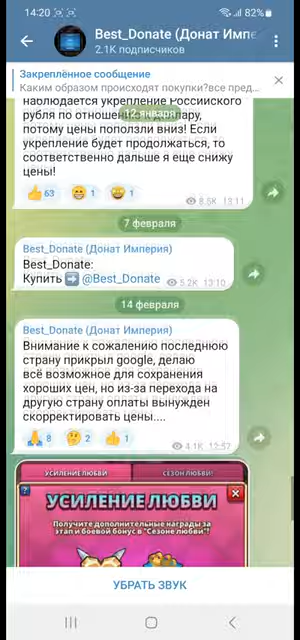 14:20
82%
Best_Donate (Донат Импе
2.1K подписчиков
Закреплённое сообщение
Каким образом происходят покупки?все пред...
наблюдается укрепление Российского
рубля по отношению к доллару,
12 января
потому цены поползли вниз! Если
укрепление будет продолжаться, то
соответственно дальше я еще снижу
цены!
63 1 1
8.5K 13:11
7 февраля
Best_Donate (Донат Империя)
Best_Donate:
Купить ➡️ @Best_Donate 5.2K 13:10
14 февраля
Best_Donate (Донат Империя)
Внимание к сожалению последнюю
страну прикрыл google, делаю
всё возможное для сохранения
хороших цен, но из-за перехода на
другую страну оплаты вынужден
скорректировать цены....
8 2 1
4.1K 12:57
УСИЛЕНИЕ ЛЮБВИ СЕЗОН ЛЮБВИ!
УСИЛЕНИЕ ЛЮБВИ
Получите дополнительные награды за
этап и боевой бонус в "Сезоне любви"!
УБРАТЬ ЗВУК